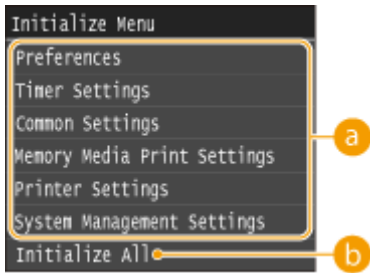 Initialize Menu
Preferences
Timer Settings
Common Settings
Memory Media Print Settings
Printer Settings
System Management Settings
Initialize All
a
b